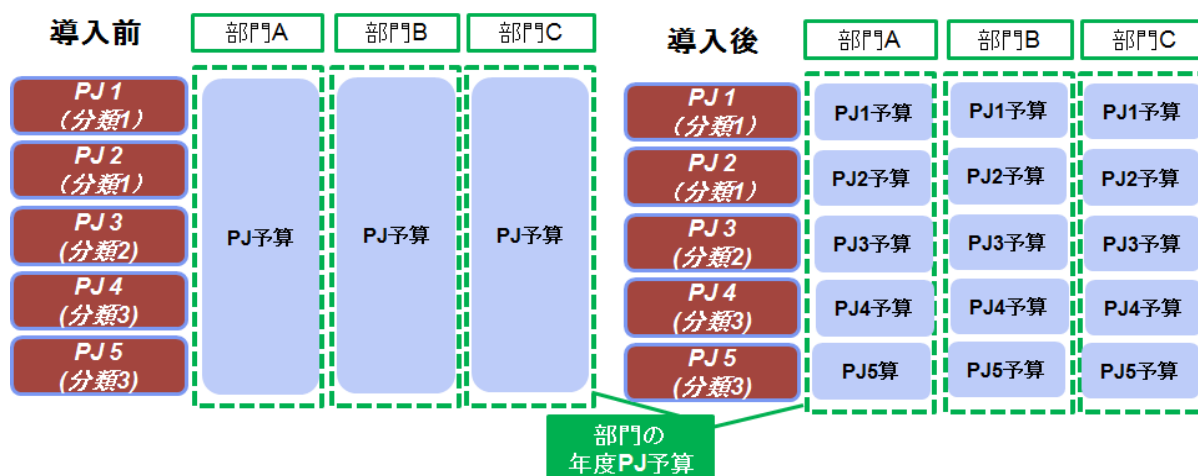 導入前
部門A
部門B
部門C
PJ 1
(分類1)
PJ 2
(分類1)
PJ 3
(分類2)
PJ 4
(分類3)
PJ 5
(分類3)
PJ予算
PJ予算
PJ予算
導入後
部門A
部門B
部門C
PJ 1
(分類1)
PJ1予算
PJ1予算
PJ1予算
PJ 2
(分類1)
PJ2予算
PJ2予算
PJ2予算
PJ 3
(分類2)
PJ3予算
PJ3予算
PJ3予算
PJ 4
(分類3)
PJ4予算
PJ4予算
PJ4予算
PJ 5
(分類3)
PJ5算
PJ5予算
PJ5予算
部門の
年度PJ予算